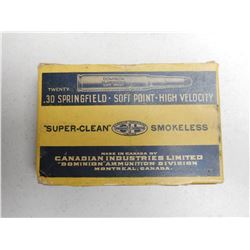 DOMINION
TWENTY
.30 SPRINGFIELD - SOFT POINT - HIGH VELOCITY
"SUPER-CLEAN" SMOKELESS
MADE IN CANADA BY
CANADIAN INDUSTRIES LIMITED
"DOMINION AMMUNITION DIVISION"
MONTREAL, CANADA.